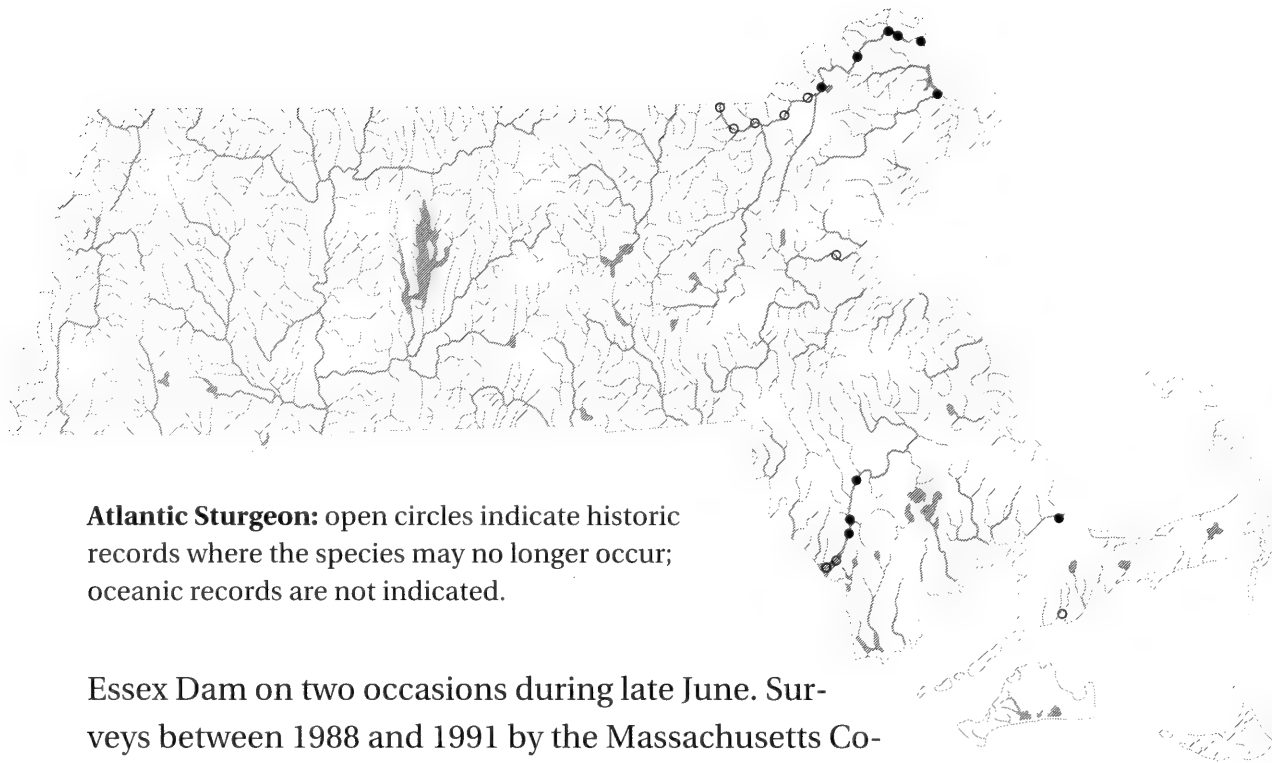 Atlantic Sturgeon: open circles indicate historic
records where the species may no longer occur;
oceanic records are not indicated.
Essex Dam on two occasions during late June. Sur-
veys between 1988 and 1991 by the Massachusetts Co-